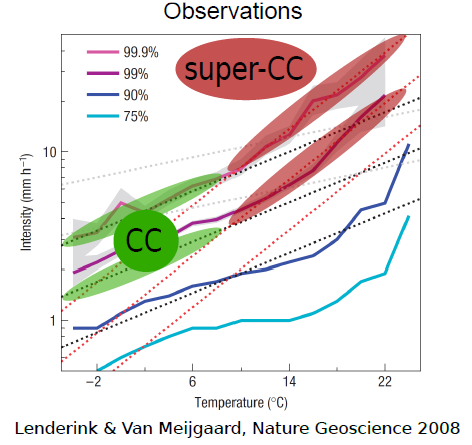 Observations
99.9%
99%
90%
75%
super-CC
CC
10
1
Intensity (mm h⁻¹)
−2
6
14
22
Temperature (°C)
Lenderink & Van Meijgaard, Nature Geoscience 2008